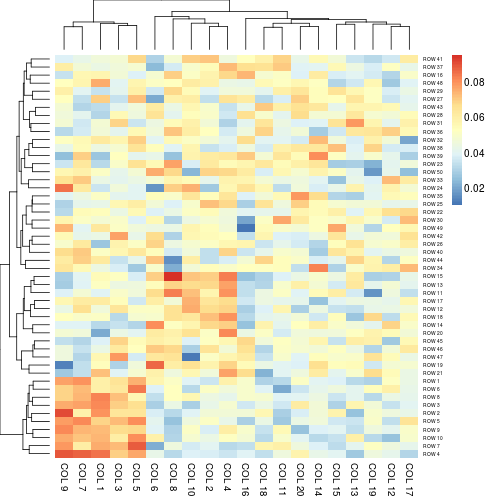 ROW 41
ROW 37
ROW 16
ROW 48
ROW 29
ROW 27
ROW 43
ROW 28
ROW 31
ROW 36
ROW 32
ROW 38
ROW 39
ROW 23
ROW 50
ROW 33
ROW 24
ROW 35
ROW 25
ROW 22
ROW 30
ROW 49
ROW 42
ROW 26
ROW 40
ROW 44
ROW 34
ROW 15
ROW 13
ROW 11
ROW 17
ROW 12
ROW 18
ROW 14
ROW 20
ROW 45
ROW 46
ROW 47
ROW 19
ROW 21
ROW 1
ROW 6
ROW 8
ROW 3
ROW 2
ROW 5
ROW 9
ROW 10
ROW 7
ROW 4
0.08
0.06
0.04
0.02
COL 9
COL 7
COL 1
COL 3
COL 5
COL 6
COL 8
COL 10
COL 2
COL 4
COL 16
COL 18
COL 11
COL 20
COL 14
COL 15
COL 13
COL 19
COL 12
COL 17